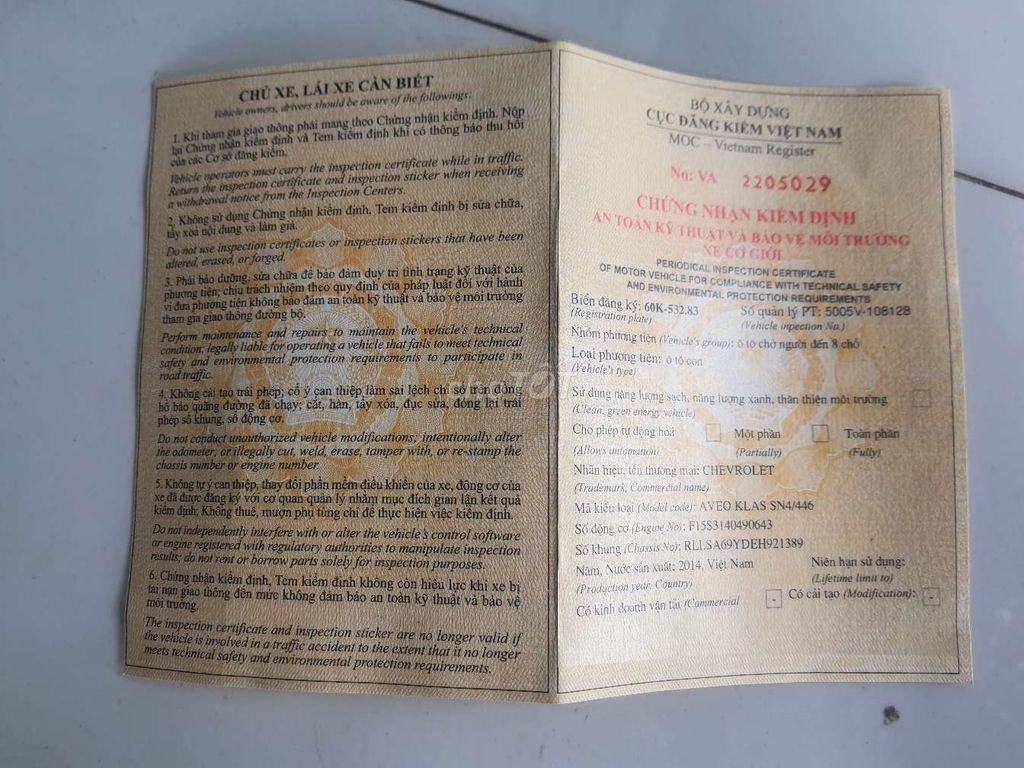 CHỦ XE, LÁI XE CẦN BIẾT
Vehicle owners, drivers should be aware of the followings:
1. Khi tham gia giao thông phải mang theo Chứng nhận kiểm định. Nộp
lại Chứng nhận kiểm định và Tem kiểm định khi có thông báo thu hồi
của các Cơ sở đăng kiểm.
Vehicle operators must carry the inspection certificate while in traffic.
Return the inspection certificate and inspection sticker when receiving
a withdrawal notice from the Inspection Centers.
2. Không sử dụng Chứng nhận kiểm định, Tem kiểm định bị sửa chữa,
tẩy xoá nội dung và làm giả.
Do not use inspection certificates or inspection stickers that have been
altered, erased, or forged.
3. Phải bảo dưỡng, sửa chữa để bảo đảm duy trì tình trạng kỹ thuật của
phương tiện; chịu trách nhiệm theo quy định của pháp luật đối với hành
vi đưa phương tiện không bảo đảm an toàn kỹ thuật và bảo vệ môi trường
tham gia giao thông đường bộ.
Perform maintenance and repairs to maintain the vehicle's technical
condition; legally liable for operating a vehicle that fails to meet technical
safety and environmental protection requirements to participate in
road traffic.
4. Không cải tạo trái phép; cố ý can thiệp làm sai lệch chỉ số trên đồng
hồ báo quãng đường đã chạy; cắt, hàn, tẩy xóa, đục sửa, đóng lại trái
phép số khung, số động cơ.
Do not conduct unauthorized vehicle modifications; intentionally alter
the odometer; or illegally cut, weld, erase, tamper with, or re-stamp the
chassis number or engine number.
5. Không tự ý can thiệp, thay đổi phần mềm điều khiển của xe, động cơ của
xe đã được đăng ký với cơ quan quản lý nhằm mục đích gian lận kết quả
kiểm định; Không thuê, mượn phụ tùng chỉ để thực hiện việc kiểm định.
Do not independently interfere with or alter the vehicle's control software
or engine registered with regulatory authorities to manipulate inspection
results; do not rent or borrow parts solely for inspection purposes.
6. Chứng nhận kiểm định, Tem kiểm định không còn hiệu lực khi xe bị
tai nạn giao thông đến mức không đảm bảo an toàn kỹ thuật và bảo vệ
môi trường.
The inspection certificate and inspection sticker are no longer valid if
the vehicle is involved in a traffic accident to the extent that it no longer
meets technical safety and environmental protection requirements.
BỘ XÂY DỰNG
CỤC ĐĂNG KIỂM VIỆT NAM
MOC – Vietnam Register
No: VA 2205029
CHỨNG NHẬN KIỂM ĐỊNH
AN TOÀN KỸ THUẬT VÀ BẢO VỆ MÔI TRƯỜNG
XE CƠ GIỚI
PERIODICAL INSPECTION CERTIFICATE
OF MOTOR VEHICLE FOR COMPLIANCE WITH TECHNICAL SAFETY
AND ENVIRONMENTAL PROTECTION REQUIREMENTS
Biển đăng ký: 60K-532.83 Số quản lý PT: 5005V-108128
(Registration plate) (Vehicle inpection No.)
Nhóm phương tiện (Vehicle's group): ô tô chở người đến 8 chỗ
Loại phương tiện: ô tô con
(Vehicle's type)
Sử dụng năng lượng sạch, năng lượng xanh, thân thiện môi trường
(Clean, green energy vehicle)
Cho phép tự động hoá Một phần Toàn phần
(Allows automation) (Partially) (Fully)
Nhãn hiệu, tên thương mại: CHEVROLET
(Trademark, Commercial name)
Mã kiểu loại (Model code): AVEO KLAS SN4/446
Số động cơ (Engine No): F15S3140490643
Số khung (Chassis No): RLLSA69YDEH921389
Năm, Nước sản xuất: 2014, Việt Nam Niên hạn sử dụng:
(Production year, Country) (Lifetime limit to)
Có kinh doanh vận tải (Commercial - Có cải tạo (Modification): -